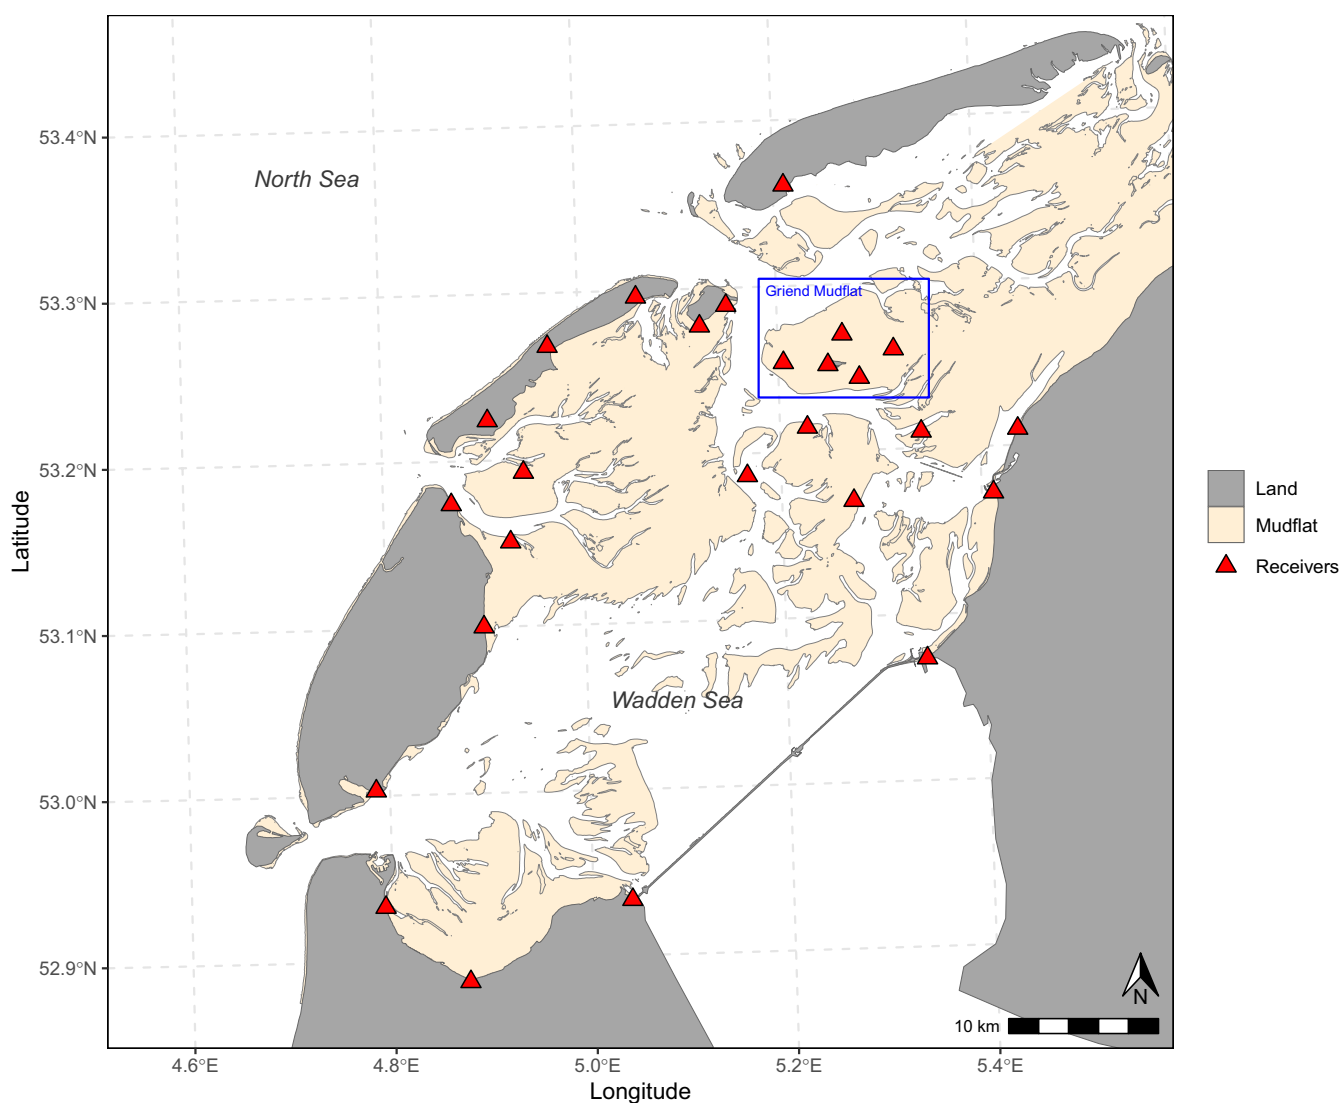 53.4°N
53.3°N
53.2°N
53.1°N
53.0°N
52.9°N
Latitude
North Sea
Griend Mudflat
Wadden Sea
N
10 km
4.6°E
4.8°E
5.0°E
5.2°E
5.4°E
Longitude
Land
Mudflat
Receivers